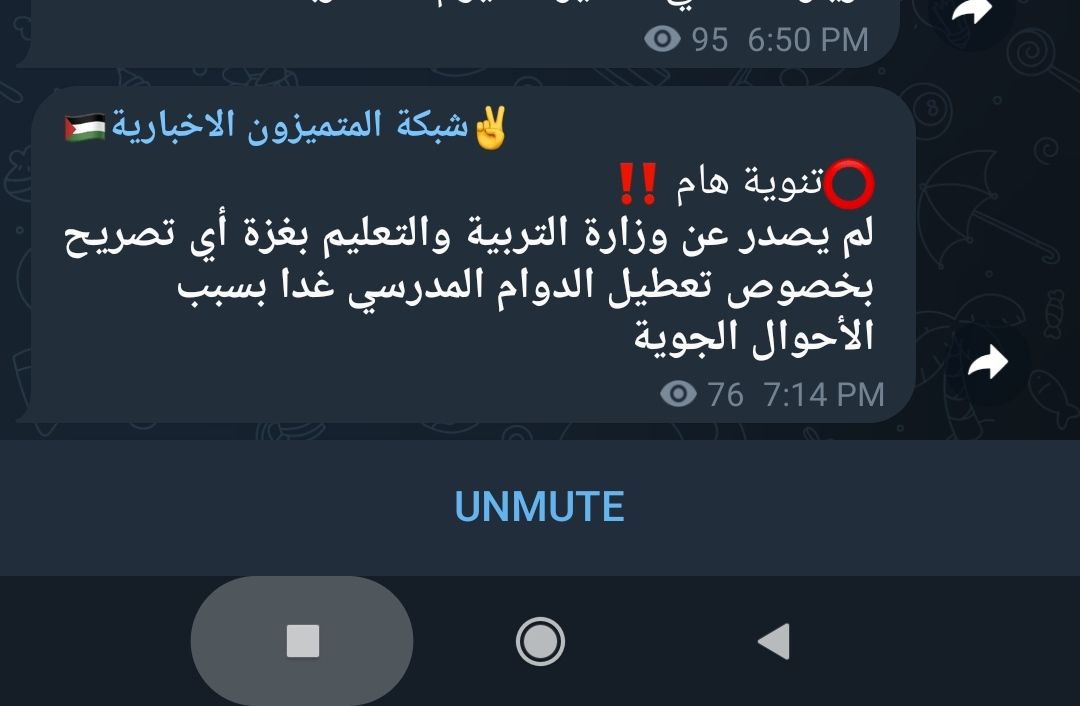 95 6:50 PM
✌️شبكة المتميزون الاخبارية🇵🇸
⭕تنوية هام ‼️
لم يصدر عن وزارة التربية والتعليم بغزة أي تصريح
بخصوص تعطيل الدوام المدرسي غدا بسبب
الأحوال الجوية
76 7:14 PM
UNMUTE